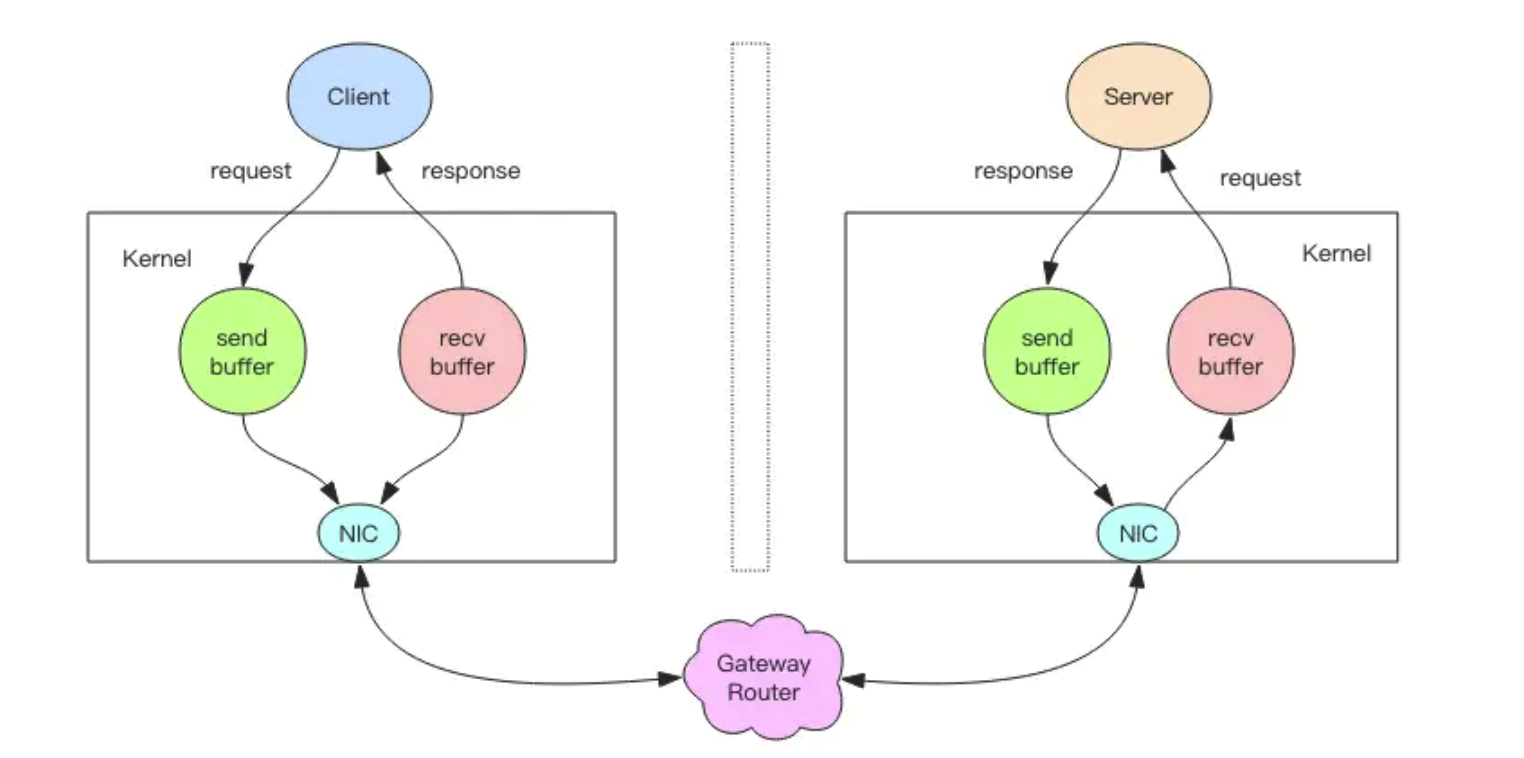 Client
Server
request
response
response
request
Kernel
Kernel
send
buffer
recv
buffer
send
buffer
recv
buffer
NIC
NIC
Gateway
Router